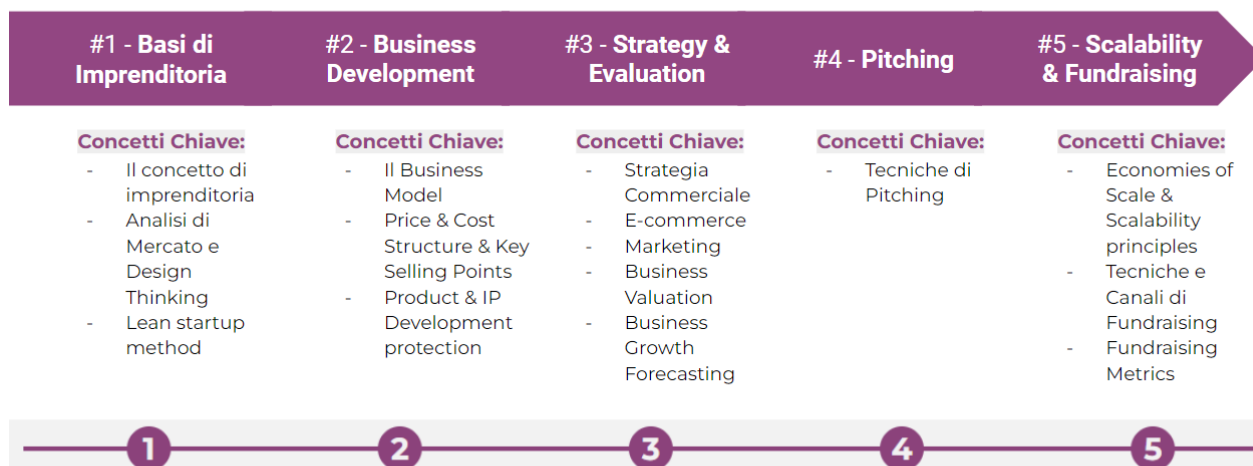 #1 - Basi di
Imprenditoria
#2 - Business
Development
#3 - Strategy &
Evaluation
#4 - Pitching
#5 - Scalability
& Fundraising
Concetti Chiave:
- Il concetto di
imprenditoria
- Analisi di
Mercato e
Design
Thinking
- Lean startup
method
Concetti Chiave:
- Il Business
Model
- Price & Cost
Structure & Key
Selling Points
- Product & IP
Development
protection
Concetti Chiave:
- Strategia
Commerciale
- E-commerce
- Marketing
- Business
Valuation
- Business
Growth
Forecasting
Concetti Chiave:
- Tecniche di
Pitching
Concetti Chiave:
- Economies of
Scale &
Scalability
principles
- Tecniche e
Canali di
Fundraising
- Fundraising
Metrics
1
2
3
4
5